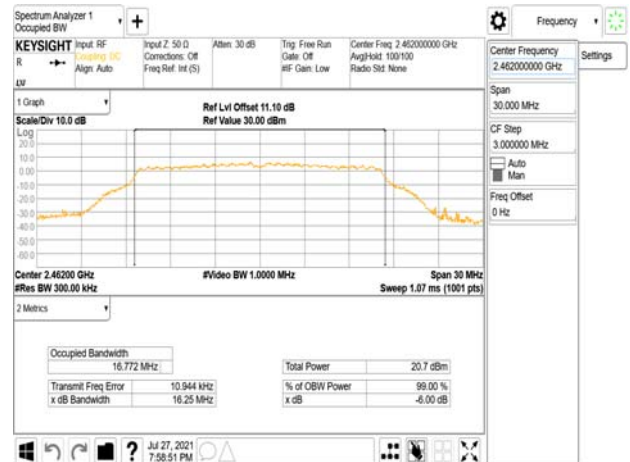 Spectrum Analyzer 1
Occupied BW
Frequency
KEYSIGHT
R
Input: RF
Coupling: DC
Align: Auto
Input Z: 50 Ω
Corrections: Off
Freq Ref: Int (S)
Atten: 30 dB
Trig: Free Run
Gate: Off
#IF Gain: Low
Center Freq: 2.462000000 GHz
Avg|Hold: 100/100
Radio Std: None
Center Frequency
2.462000000 GHz
Settings
Span
30.000 MHz
CF Step
3.000000 MHz
Auto
Man
Freq Offset
0 Hz
1 Graph
Scale/Div 10.0 dB
Ref Lvl Offset 11.10 dB
Ref Value 30.00 dBm
Log
20.0
10.0
0.00
-10.0
-20.0
-30.0
-40.0
-50.0
-60.0
Center 2.46200 GHz
#Res BW 300.00 kHz
#Video BW 1.0000 MHz
Span 30 MHz
Sweep 1.07 ms (1001 pts)
2 Metrics
Occupied Bandwidth
16.772 MHz
Total Power 20.7 dBm
Transmit Freq Error 10.944 kHz
% of OBW Power 99.00 %
x dB Bandwidth 16.25 MHz
x dB -6.00 dB
?
Jul 27, 2021
7:58:51 PM